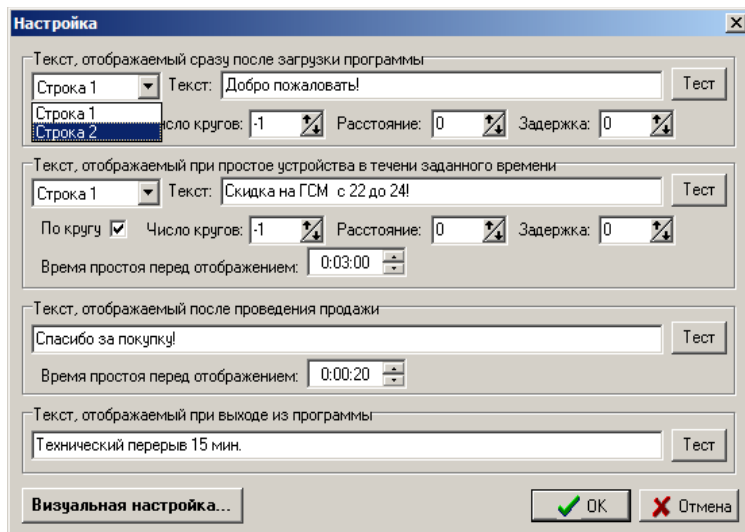 Настройка
Текст, отображаемый сразу после загрузки программы
Строка 1 Текст: Добро пожаловать! Тест
Строка 1
Строка 2 сло кругов: -1 Расстояние: 0 Задержка: 0
Текст, отображаемый при простое устройства в течени заданного времени
Строка 1 Текст: Скидка на ГСМ с 22 до 24! Тест
По кругу Число кругов: -1 Расстояние: 0 Задержка: 0
Время простоя перед отображением: 0:03:00
Текст, отображаемый после проведения продажи
Спасибо за покупку! Тест
Время простоя перед отображением: 0:00:20
Текст, отображаемый при выходе из программы
Технический перерыв 15 мин. Тест
Визуальная настройка... OK Отмена